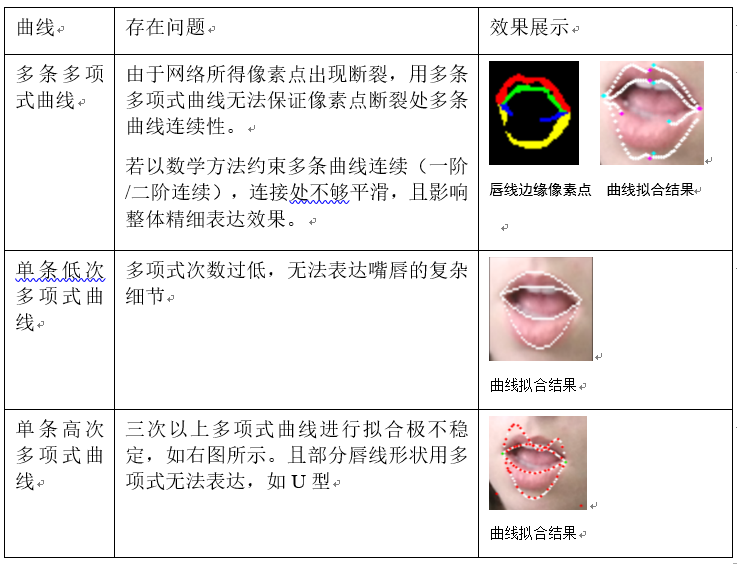 曲线
存在问题
效果展示
多条多项
式曲线
由于网络所得像素点出现断裂，用多条
多项式曲线无法保证像素点断裂处多条
曲线连续性。
若以数学方法约束多条曲线连续（一阶
/二阶连续），连接处不够平滑，且影响
整体精细表达效果。
唇线边缘像素点 曲线拟合结果
单条低次
多项式曲
线
多项式次数过低，无法表达嘴唇的复杂
细节
曲线拟合结果
单条高次
多项式曲
线
三次以上多项式曲线进行拟合极不稳
定，如右图所示。且部分唇线形状用多
项式无法表达，如 U 型
曲线拟合结果